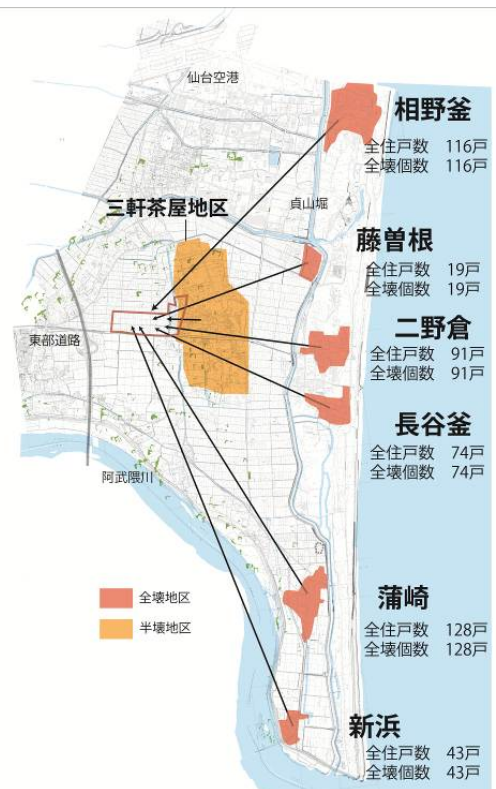 仙台空港
相野釜
全住戸数 116戸
全壊個数 116戸
三軒茶屋地区
貞山堀
藤曽根
全住戸数 19戸
全壊個数 19戸
二野倉
全住戸数 91戸
全壊個数 91戸
東部道路
長谷釜
全住戸数 74戸
全壊個数 74戸
阿武隈川
全壊地区
半壊地区
蒲崎
全住戸数 128戸
全壊個数 128戸
新浜
全住戸数 43戸
全壊個数 43戸